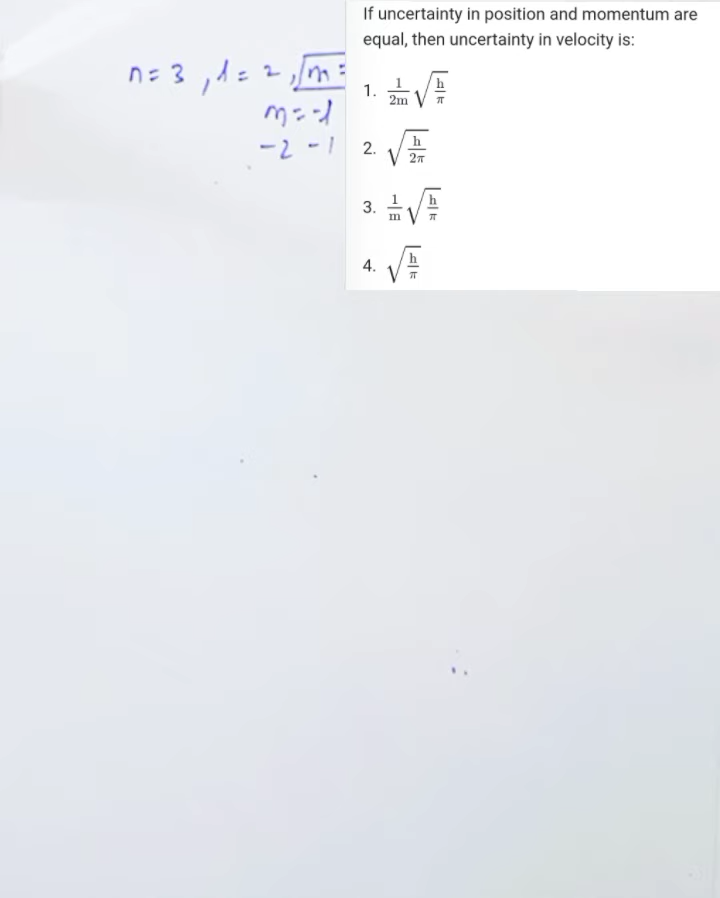 If uncertainty in position and momentum are
equal, then uncertainty in velocity is:
1. 1/2m √(h/π)
2. √(h/2π)
3. 1/m √(h/π)
4. √(h/π)
n = 3, l = 2, m =
m = -1
-2 -1